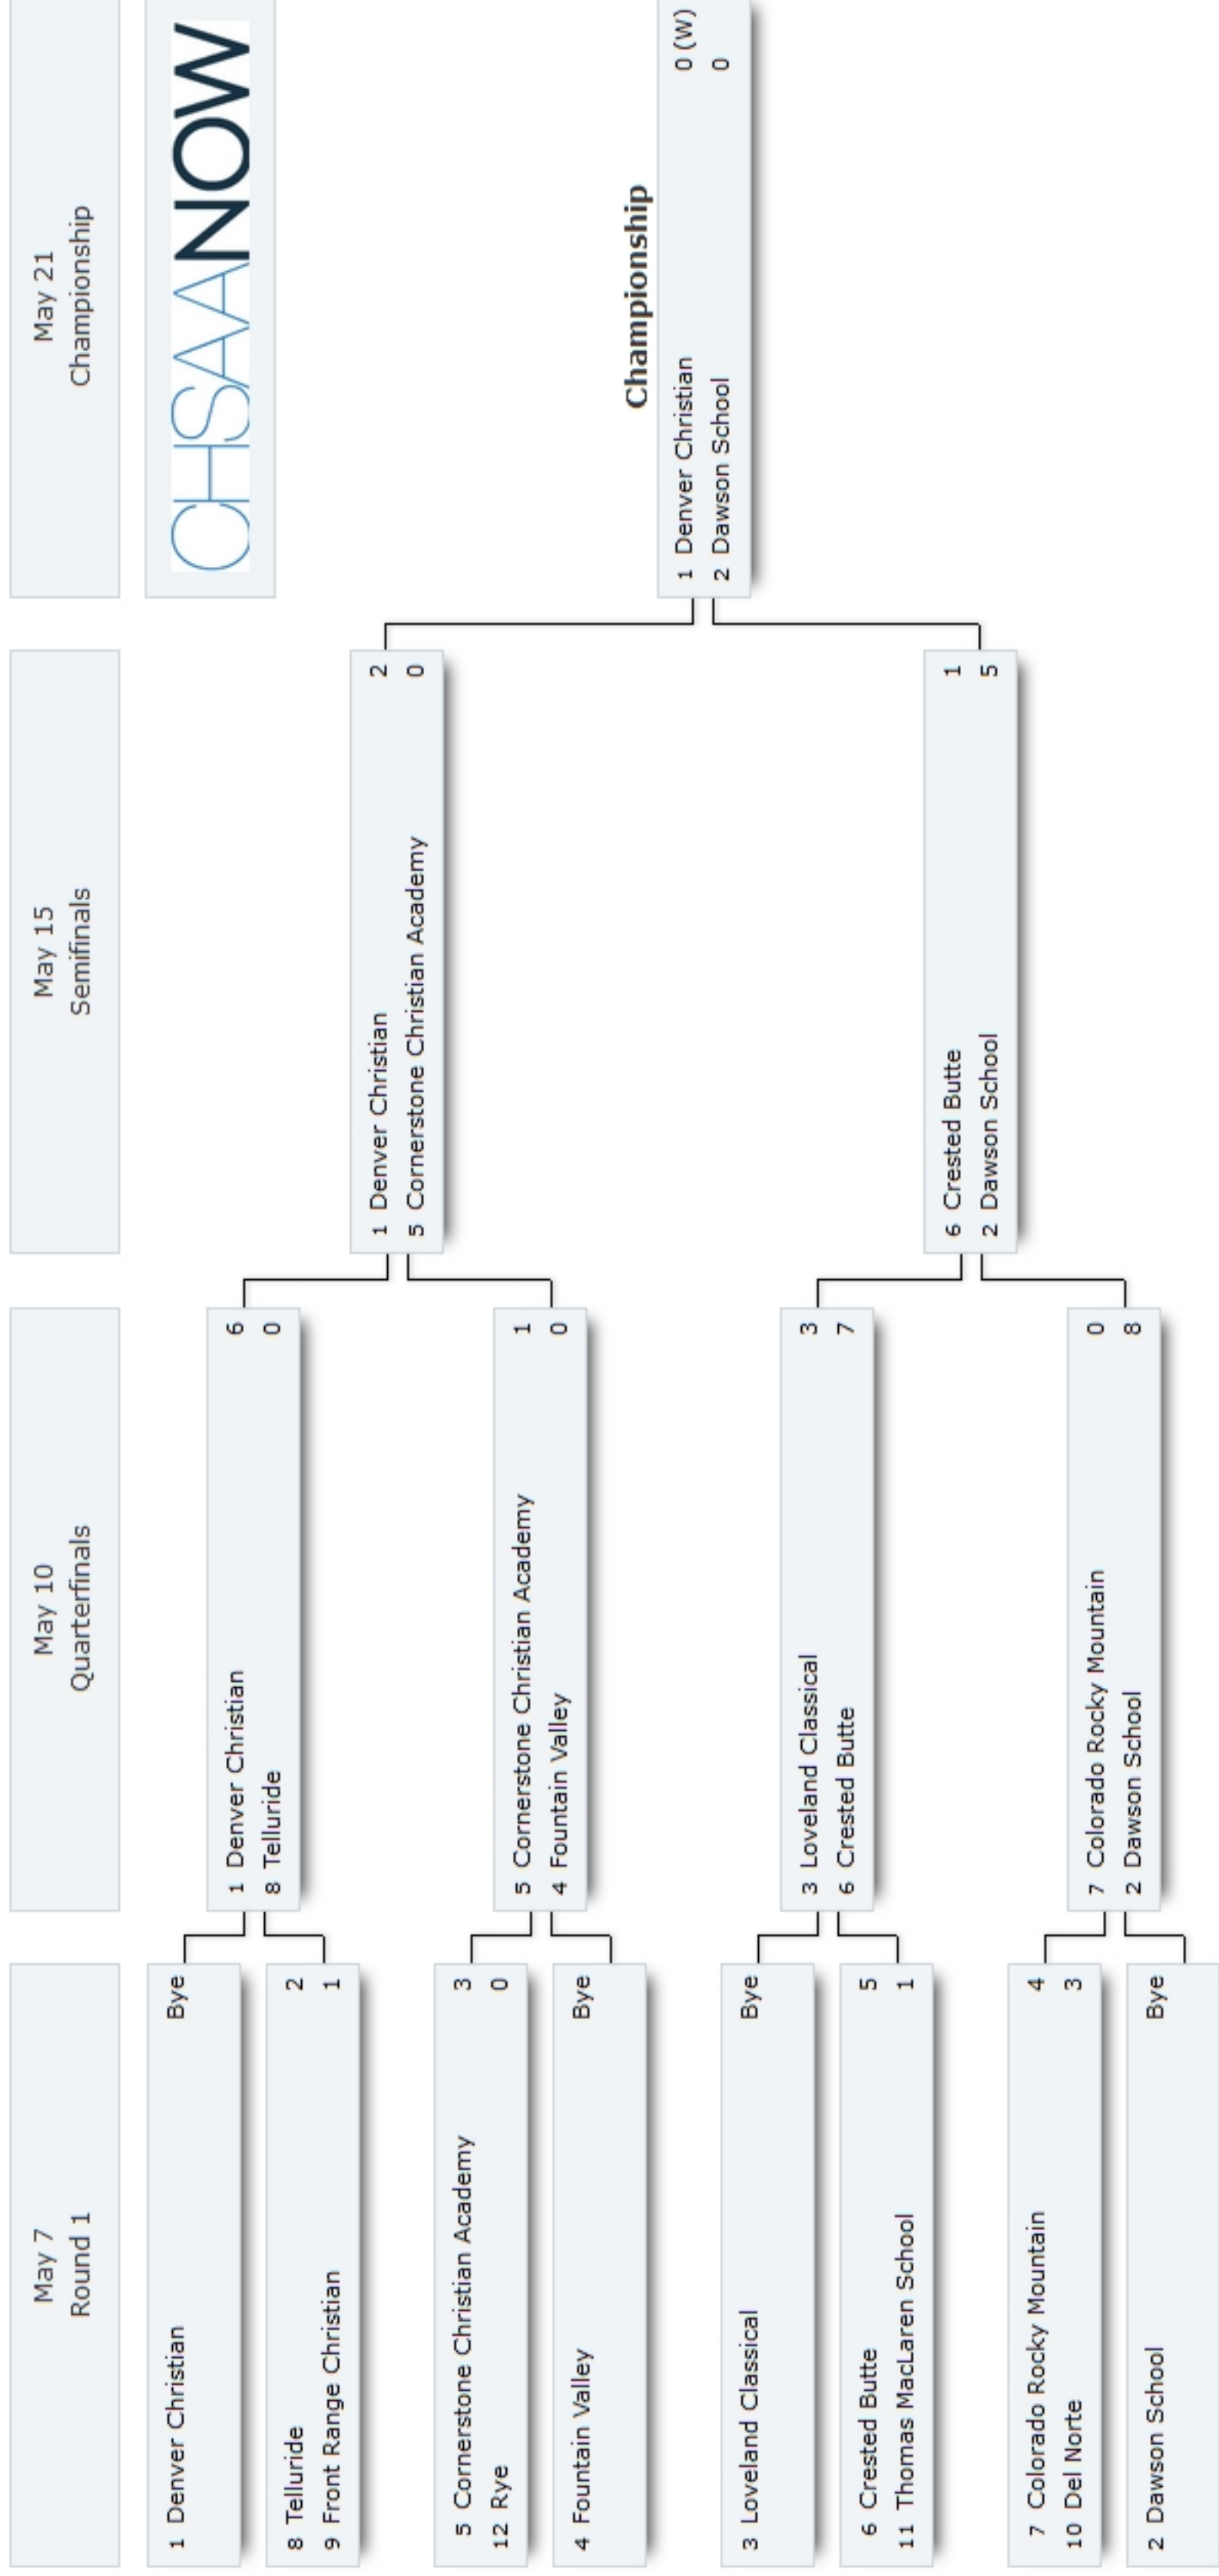 May 7
Round 1
May 10
Quarterfinals
May 15
Semifinals
May 21
Championship
CHSAANOW
1 Denver Christian Bye
8 Telluride 2
9 Front Range Christian 1
5 Cornerstone Christian Academy 3
12 Rye 0
4 Fountain Valley Bye
3 Loveland Classical Bye
6 Crested Butte 5
11 Thomas MacLaren School 1
7 Colorado Rocky Mountain 4
10 Del Norte 3
2 Dawson School Bye
1 Denver Christian 6
8 Telluride 0
5 Cornerstone Christian Academy 1
4 Fountain Valley 0
3 Loveland Classical 3
6 Crested Butte 7
7 Colorado Rocky Mountain 0
2 Dawson School 8
1 Denver Christian 2
5 Cornerstone Christian Academy 0
6 Crested Butte 1
2 Dawson School 5
Championship
1 Denver Christian 0 (W)
2 Dawson School 0